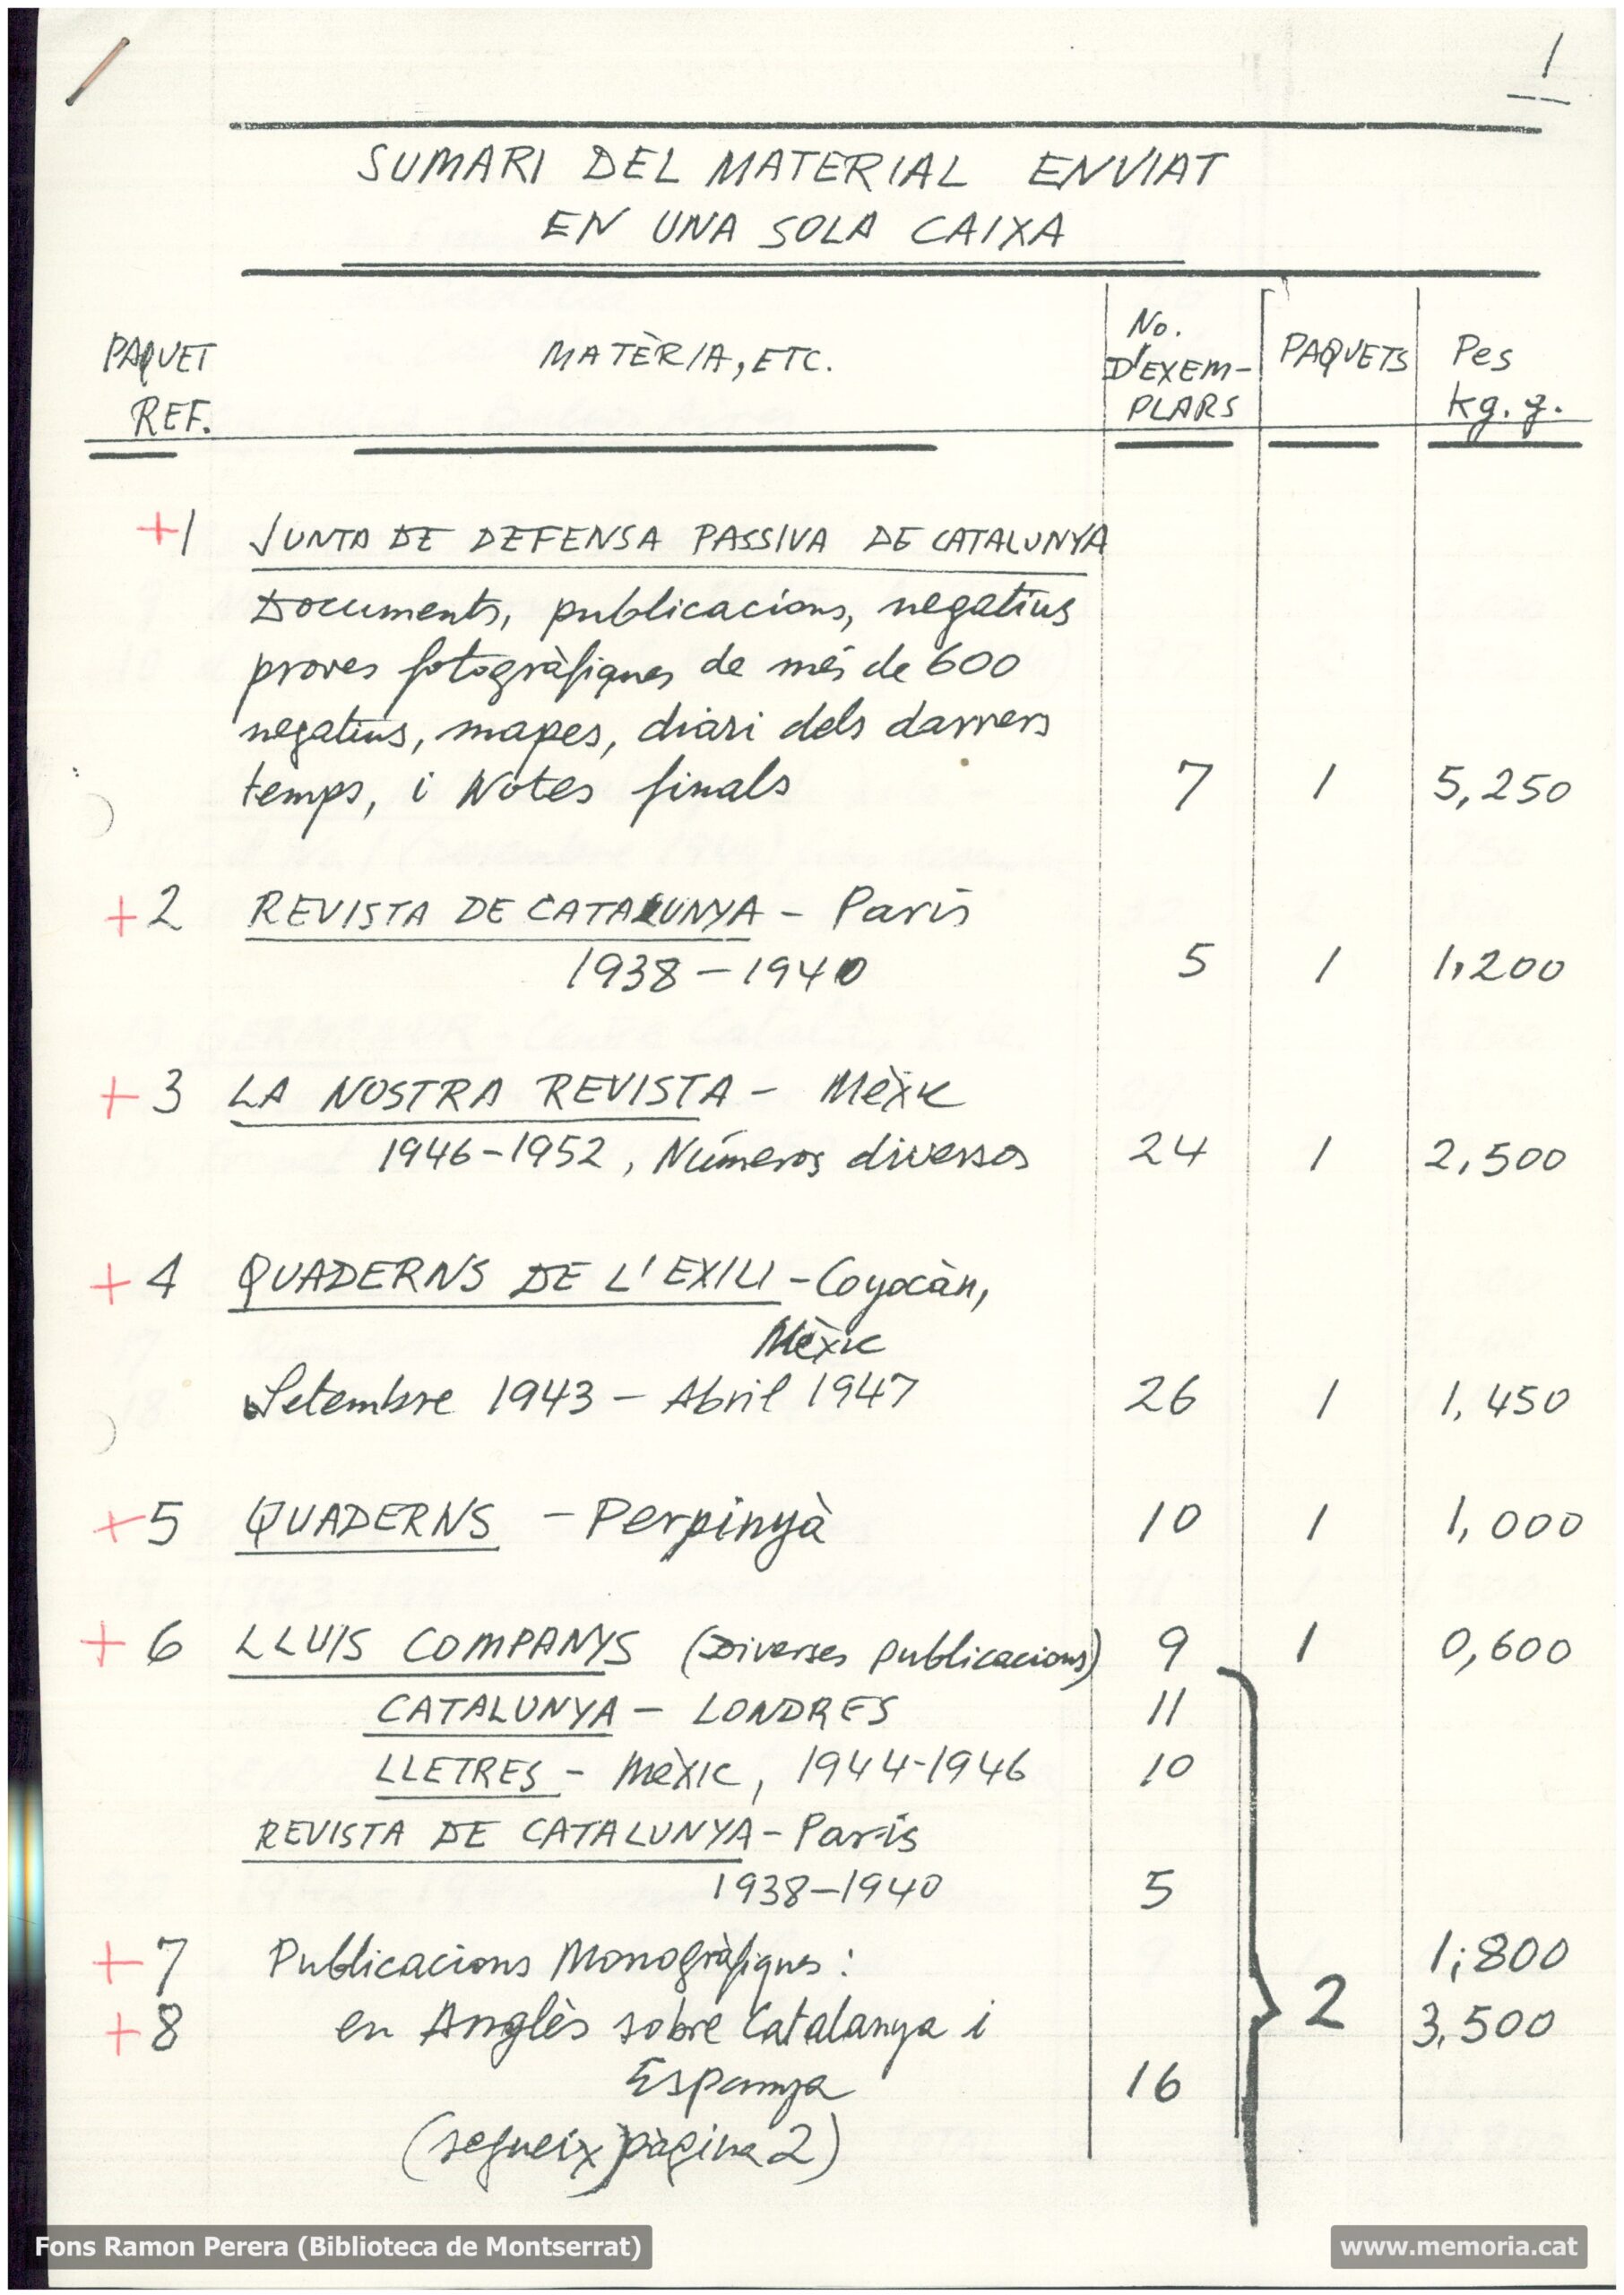 1
SUMARI DEL MATERIAL ENVIAT
EN UNA SOLA CAIXA
PAQUET REF. MATÈRIA, ETC. No. D'EXEM-PLARS PAQUETS Pes kg. g.
+1 JUNTA DE DEFENSA PASSIVA DE CATALUNYA
Documents, publicacions, negatius
proves fotogràfiques de més de 600
negatius, mapes, diari dels darrers
temps, i Notes finals 7 1 5,250
+2 REVISTA DE CATALUNYA - París
1938 - 1940 5 1 1,200
+3 LA NOSTRA REVISTA - Mèxic
1946-1952, Números diversos 24 1 2,500
+4 QUADERNS DE L'EXILI - Coyocàn,
Mèxic
Setembre 1943 - Abril 1947 26 1 1,450
+5 QUADERNS - Perpinyà 10 1 1,000
+6 LLUIS COMPANYS (Diverses publicacions) 9 1 0,600
CATALUNYA - LONDRES 11
LLETRES - Mèxic, 1944-1946 10
REVISTA DE CATALUNYA - París
1938-1940 5
+7 Publicacions Monogràfiques: 1,800
+8 en Anglès sobre Catalanya i 2 3,500
Espanya 16
(segueix pàgina 2)
Fons Ramon Perera (Biblioteca de Montserrat)
www.memoria.cat